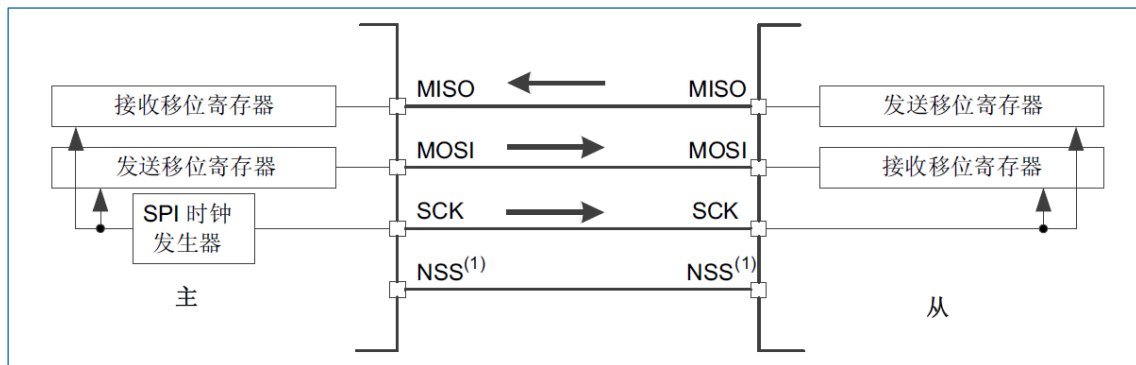 MISO MISO
接收移位寄存器 发送移位寄存器
MOSI MOSI
发送移位寄存器 接收移位寄存器
SCK SCK
SPI 时钟
发生器
NSS(1) NSS(1)
主 从